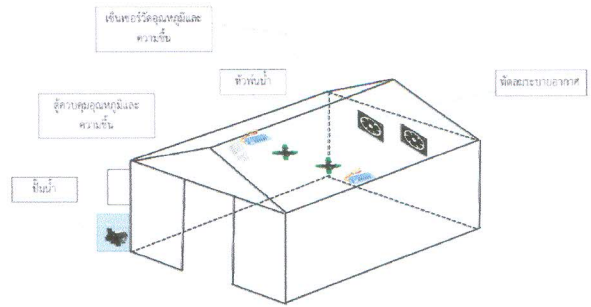 เซ็นเซอร์วัดอุณหภูมิและ
ความชื้น
หัวพ่นน้ำ
พัดลมระบายอากาศ
ตู้ควบคุมอุณหภูมิและ
ความชื้น
ปั๊มน้ำ